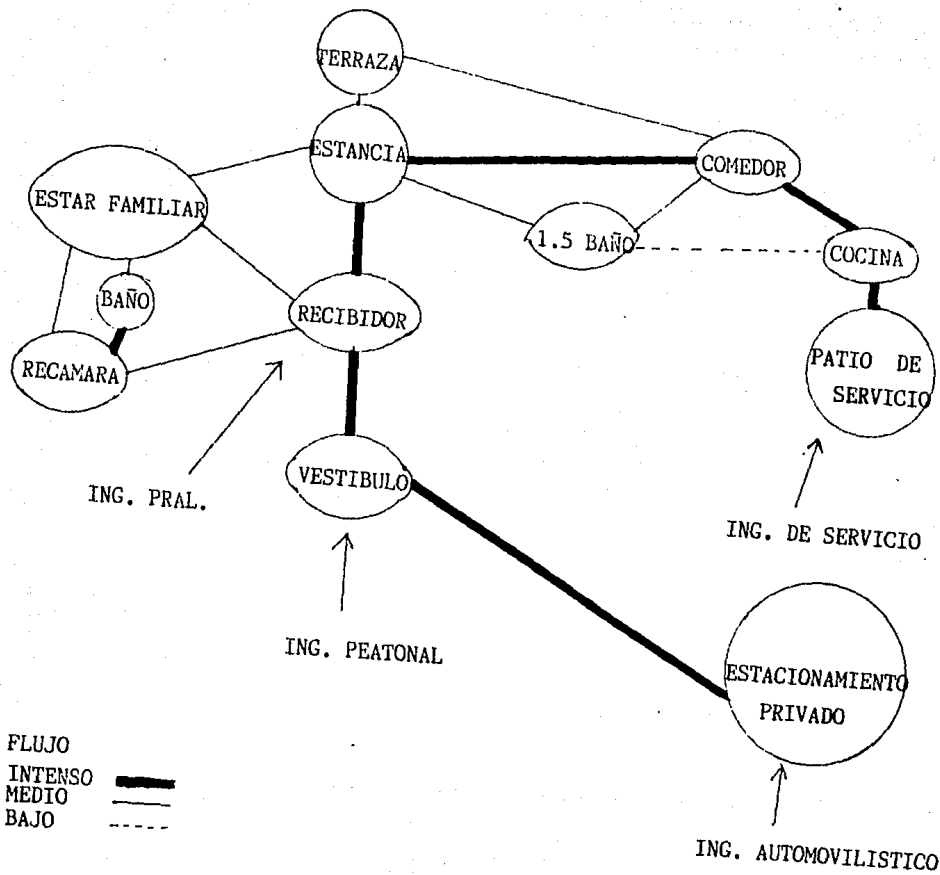 TERRAZA
ESTANCIA
COMEDOR
ESTAR FAMILIAR
1.5 BAÑO
COCINA
BAÑO
RECIBIDOR
RECAMARA
PATIO DE
SERVICIO
VESTIBULO
ING. PRAL.
ING. DE SERVICIO
ING. PEATONAL
ESTACIONAMIENTO
PRIVADO
FLUJO
INTENSO
MEDIO
BAJO
ING. AUTOMOVILISTICO